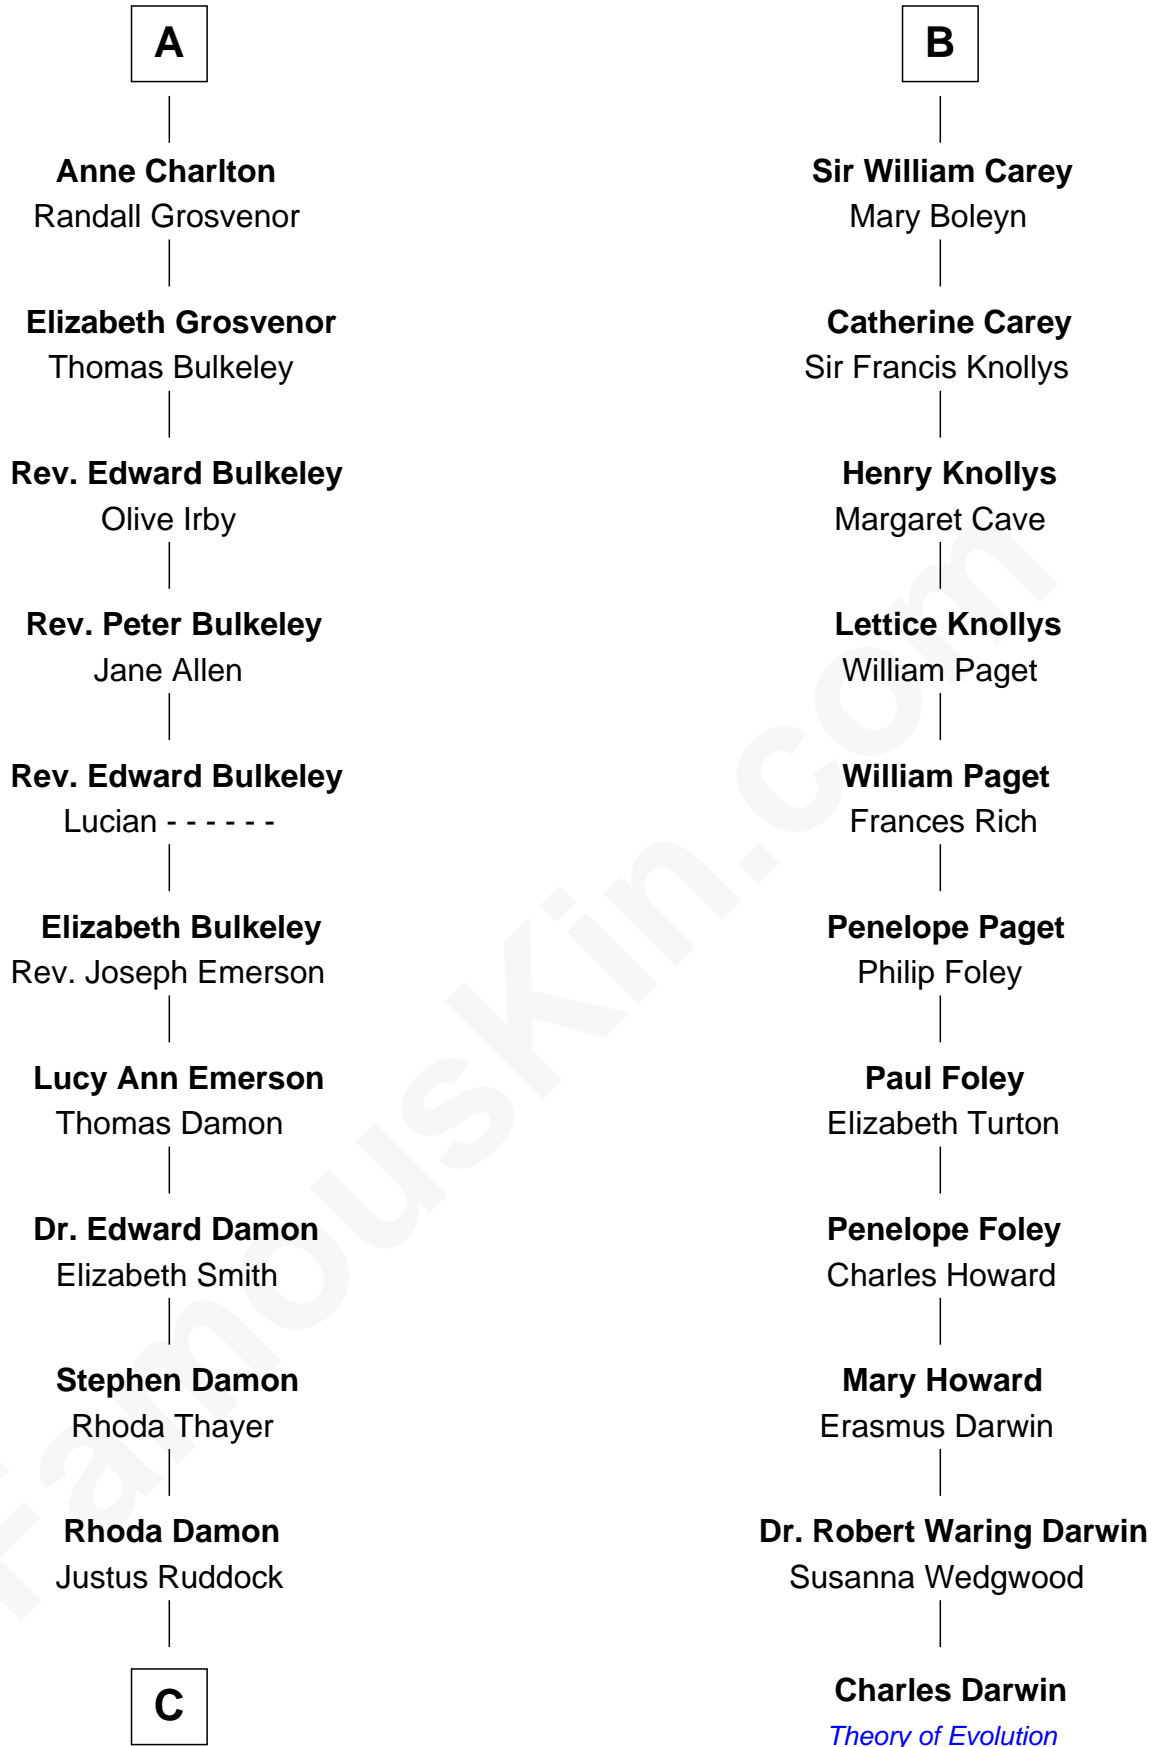 A
Anne Charlton
Randall Grosvenor
Elizabeth Grosvenor
Thomas Bulkeley
Rev. Edward Bulkeley
Olive Irby
Rev. Peter Bulkeley
Jane Allen
Rev. Edward Bulkeley
Lucian - - - - - -
Elizabeth Bulkeley
Rev. Joseph Emerson
Lucy Ann Emerson
Thomas Damon
Dr. Edward Damon
Elizabeth Smith
Stephen Damon
Rhoda Thayer
Rhoda Damon
Justus Ruddock
C
B
Sir William Carey
Mary Boleyn
Catherine Carey
Sir Francis Knollys
Henry Knollys
Margaret Cave
Lettice Knollys
William Paget
William Paget
Frances Rich
Penelope Paget
Philip Foley
Paul Foley
Elizabeth Turton
Penelope Foley
Charles Howard
Mary Howard
Erasmus Darwin
Dr. Robert Waring Darwin
Susanna Wedgwood
Charles Darwin
Theory of Evolution
FamousKin.com